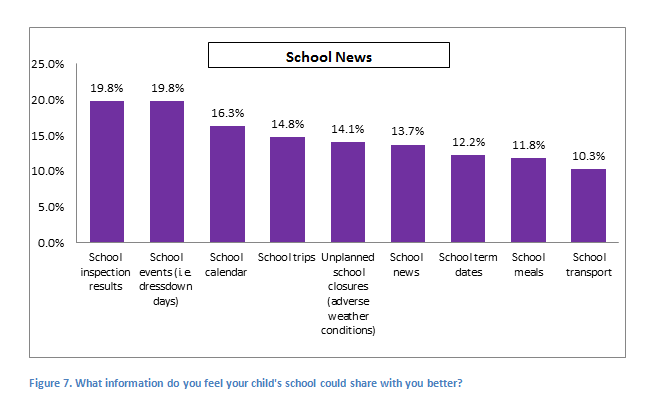 School News
25.0%
20.0%
15.0%
10.0%
5.0%
0.0%
19.8%
19.8%
16.3%
14.8%
14.1%
13.7%
12.2%
11.8%
10.3%
School
inspection
results
School
events (i.e.
dressdown
days)
School
calendar
School trips
Unplanned
school
closures
(adverse
weather
conditions)
School
news
School term
dates
School
meals
School
transport
Figure 7. What information do you feel your child's school could share with you better?